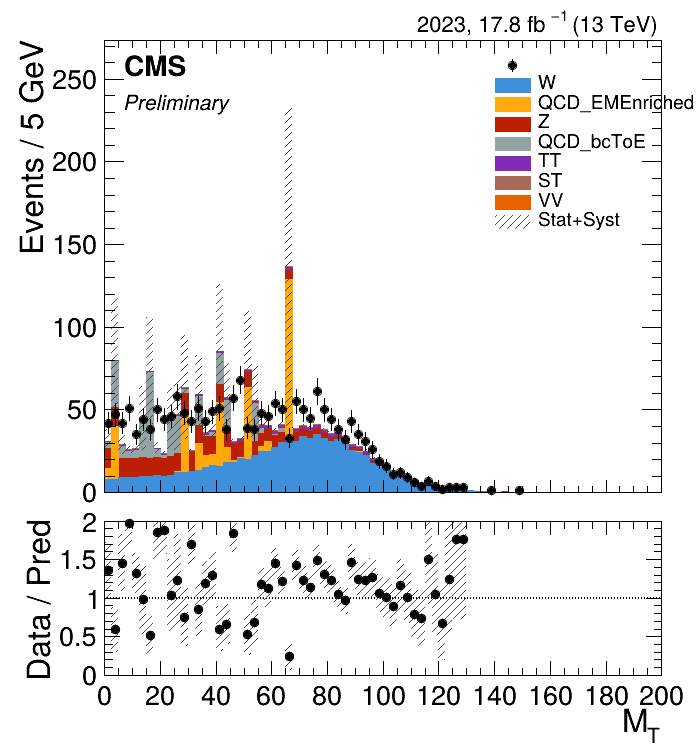 2023, 17.8 fb⁻¹ (13 TeV)
CMS
Preliminary
W
QCD_EMEnriched
Z
QCD_bcToE
TT
ST
VV
Stat+Syst
Events / 5 GeV
250
200
150
100
50
0
Data / Pred
2
1.5
1
0.5
0
0 20 40 60 80 100 120 140 160 180 200
M_T